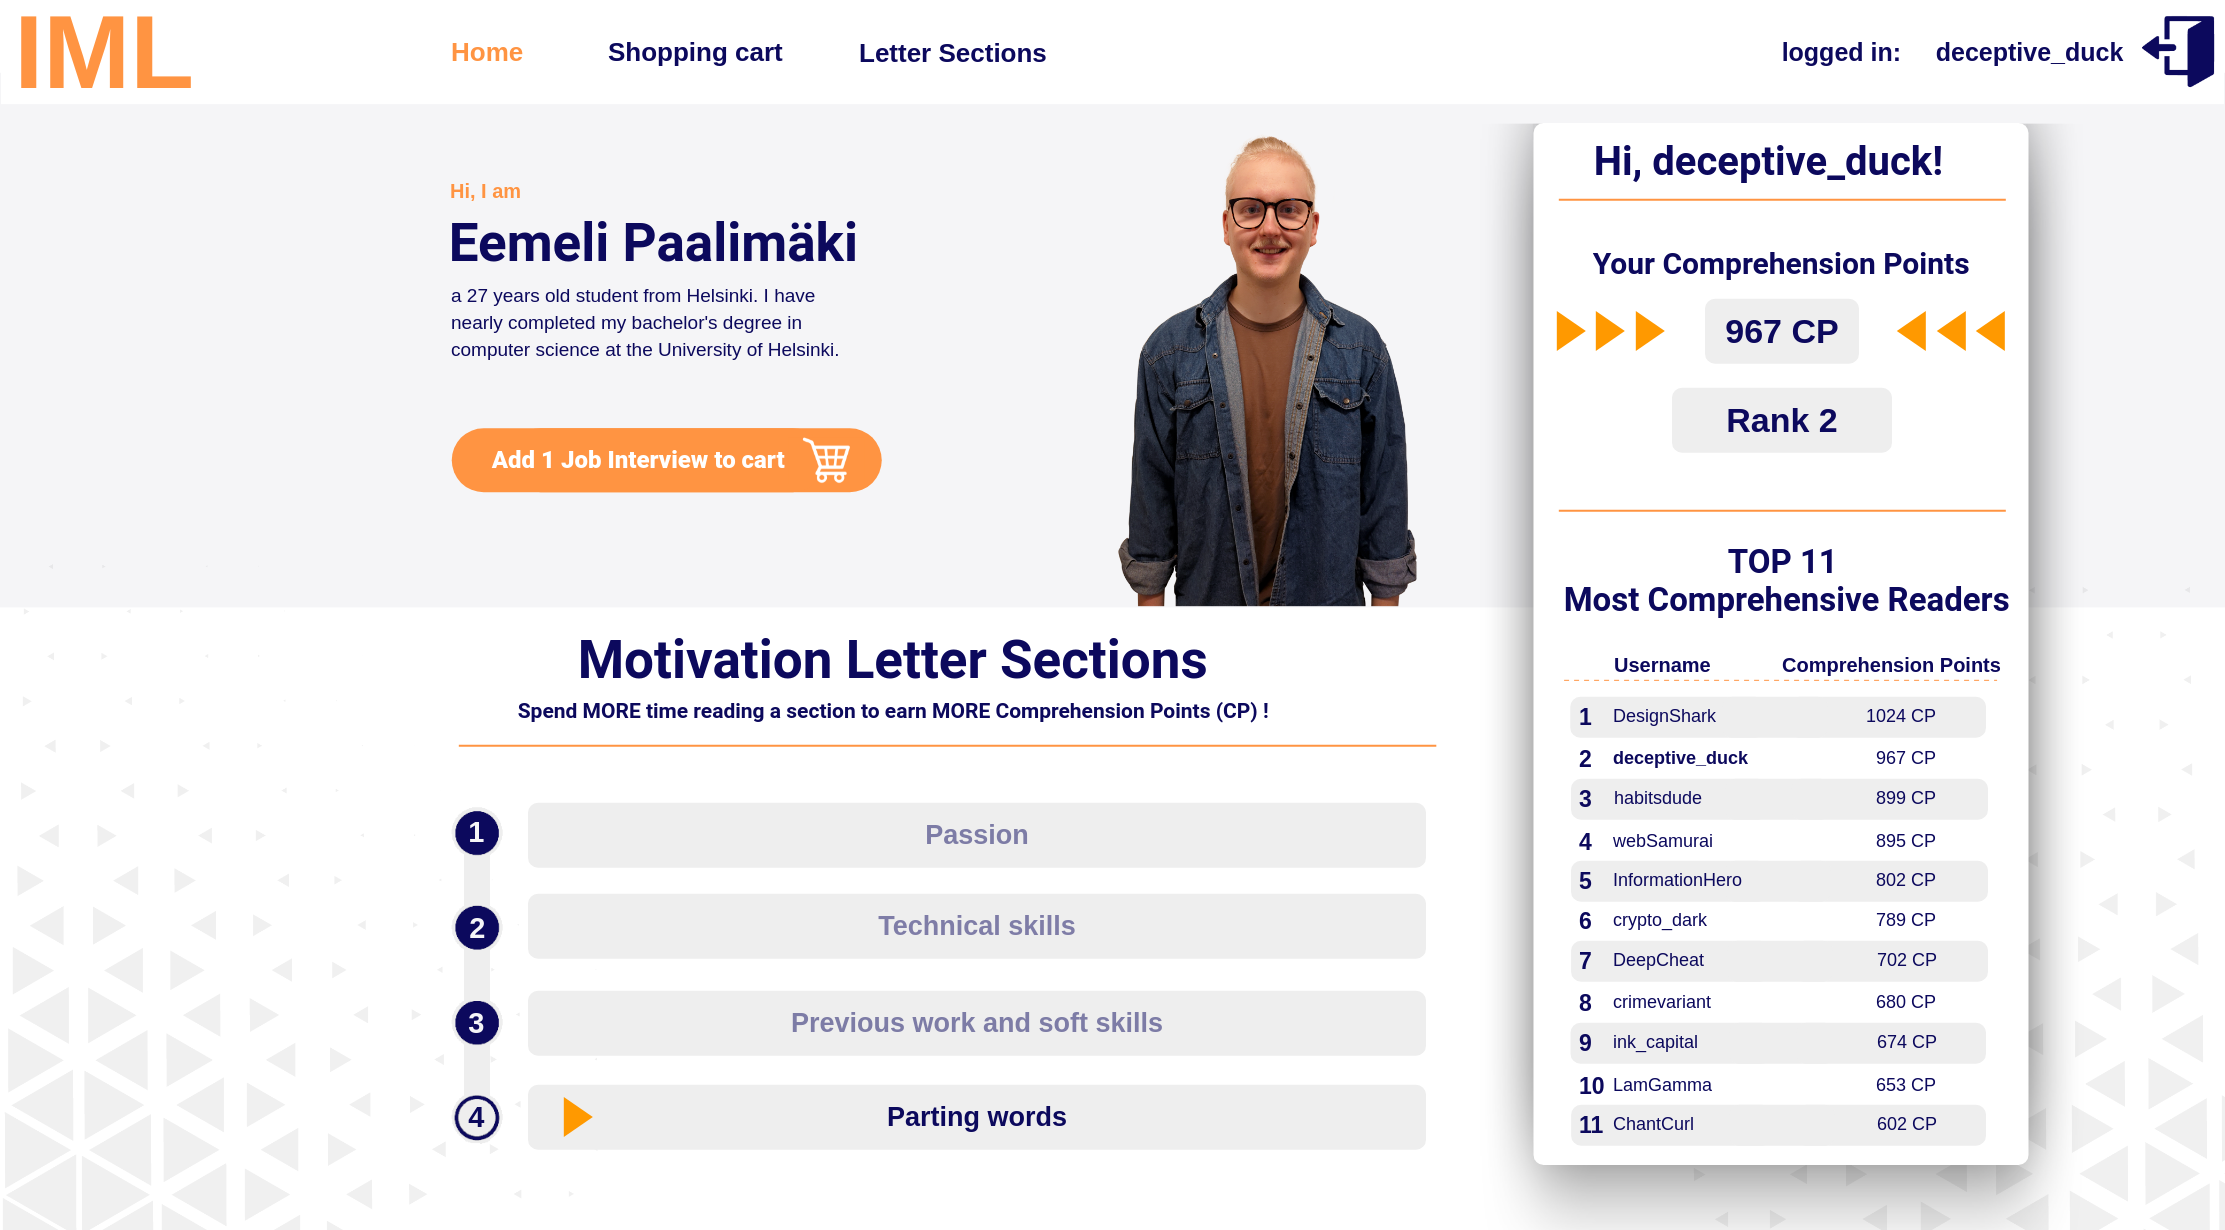 IML
Home
Shopping cart
Letter Sections
logged in:
deceptive_duck
Hi, I am
Eemeli Paalimäki
a 27 years old student from Helsinki. I have
nearly completed my bachelor's degree in
computer science at the University of Helsinki.
Add 1 Job Interview to cart
Motivation Letter Sections
Spend MORE time reading a section to earn MORE Comprehension Points (CP) !
1 Passion
2 Technical skills
3 Previous work and soft skills
4 Parting words
Hi, deceptive_duck!
Your Comprehension Points
967 CP
Rank 2
TOP 11
Most Comprehensive Readers
Username Comprehension Points
1 DesignShark 1024 CP
2 deceptive_duck 967 CP
3 habitsdude 899 CP
4 webSamurai 895 CP
5 InformationHero 802 CP
6 crypto_dark 789 CP
7 DeepCheat 702 CP
8 crimevariant 680 CP
9 ink_capital 674 CP
10 LamGamma 653 CP
11 ChantCurl 602 CP